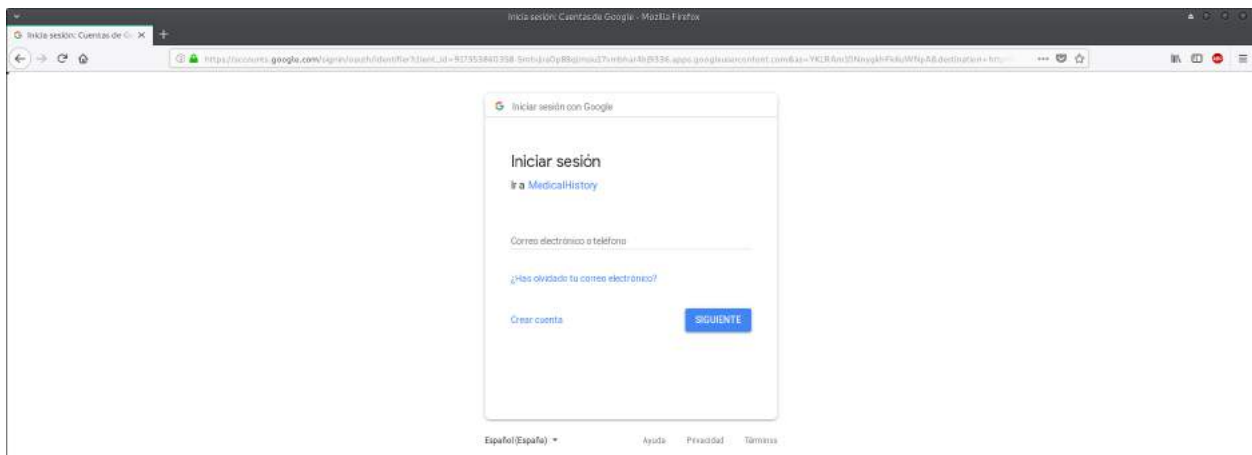 Inicia sesión: Cuentas de Google - Mozilla Firefox
Inicia sesión: Cuentas de G
Iniciar sesión con Google
Iniciar sesión
Ir a MedicalHistory
Correo electrónico o teléfono
¿Has olvidado tu correo electrónico?
Crear cuenta
SIGUIENTE
Español (España)
Ayuda
Privacidad
Términos